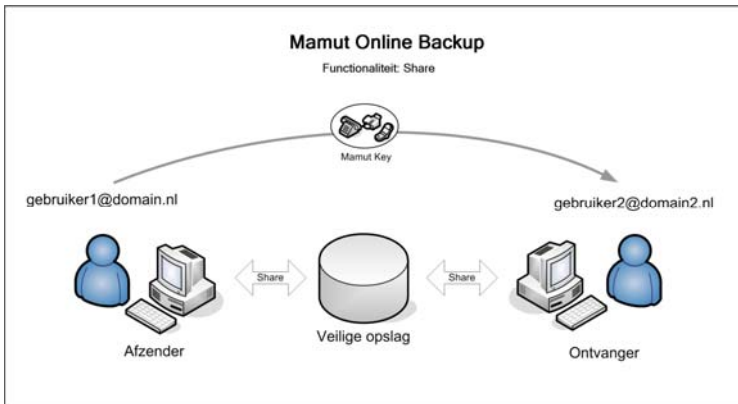 Mamut Online Backup
Functionaliteit: Share
Mamut Key
gebruiker1@domain.nl
gebruiker2@domain2.nl
Share
Share
Veilige opslag
Afzender
Ontvanger